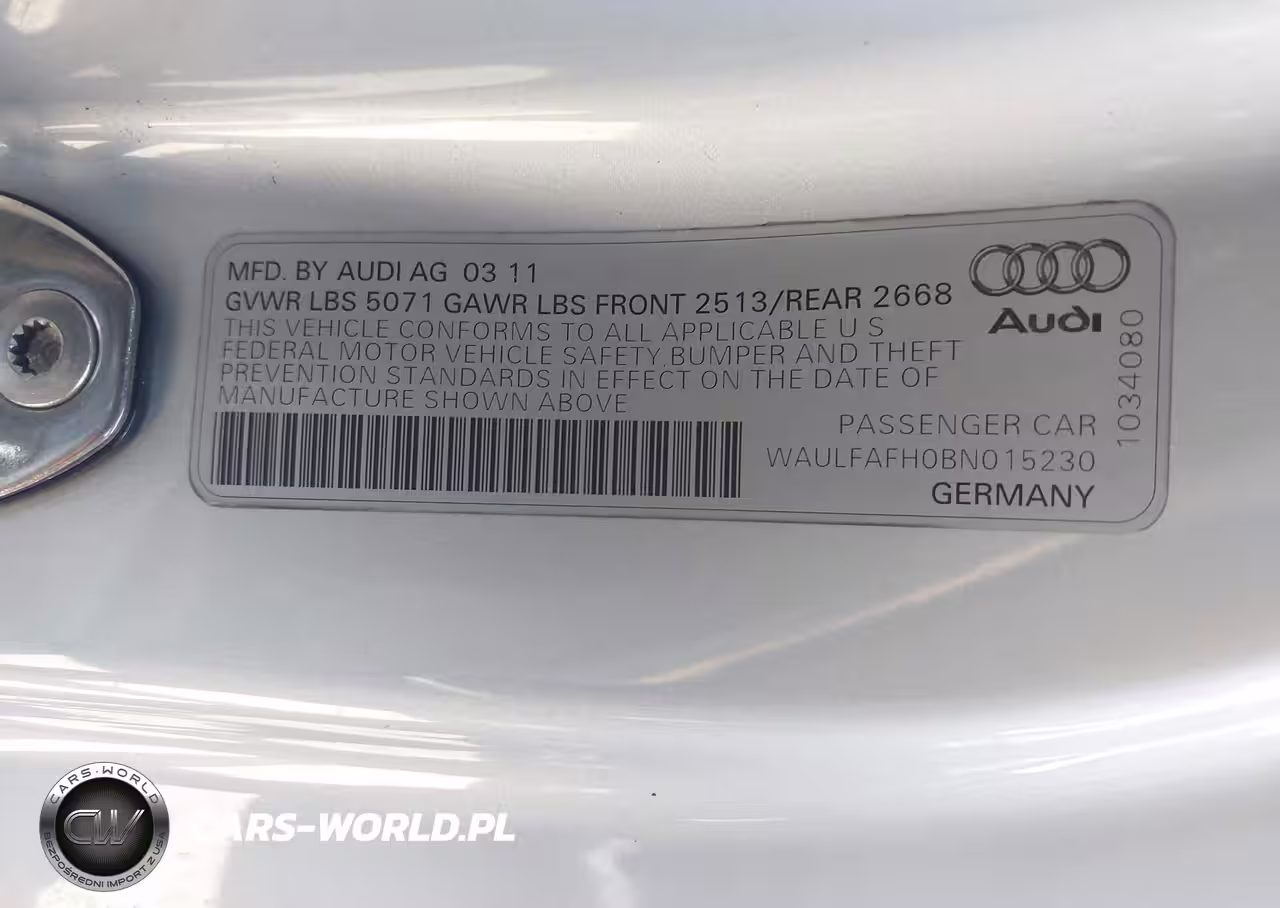 MFD. BY AUDI AG 03 11
GVWR LBS 5071 GAWR LBS FRONT 2513/REAR 2668
THIS VEHICLE CONFORMS TO ALL APPLICABLE U S
FEDERAL MOTOR VEHICLE SAFETY, BUMPER AND THEFT
PREVENTION STANDARDS IN EFFECT ON THE DATE OF
MANUFACTURE SHOWN ABOVE
Audi
1034080
PASSENGER CAR
WAULFAFH0BN015230
GERMANY
CARS-WORLD
CW
BEZPOŚREDNI IMPORT Z USA
CARS-WORLD.PL